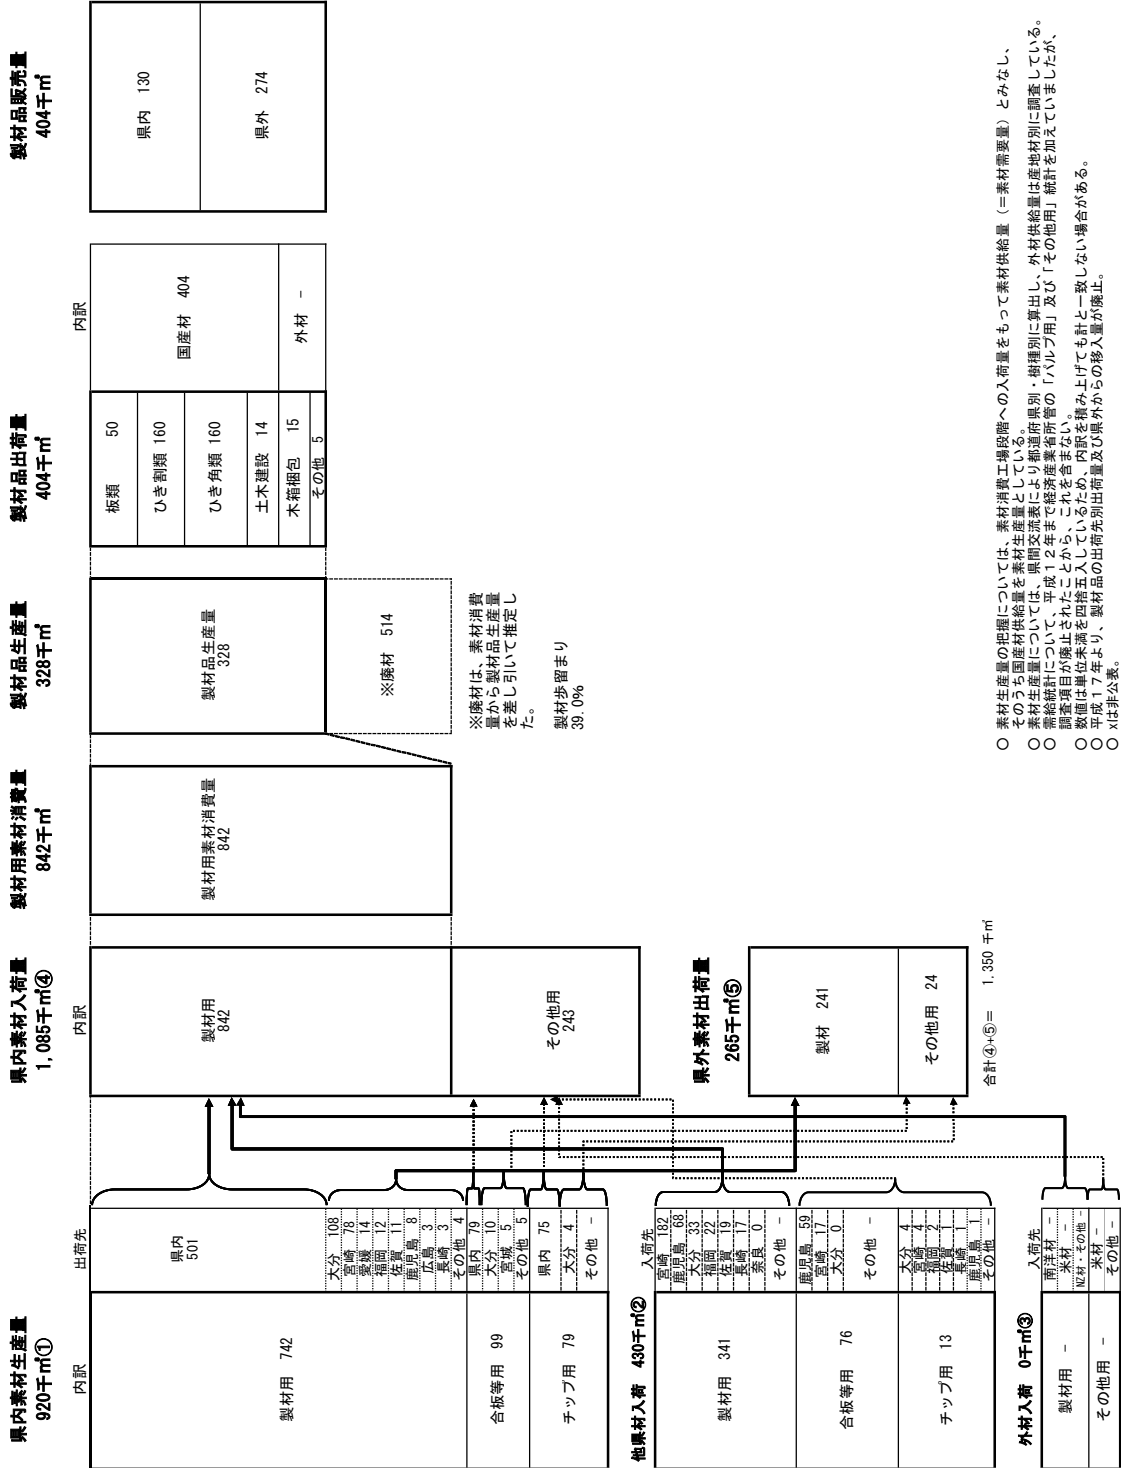 県内素材生産量
920千㎥①
内訳
出荷先
製材用 742
県内
501
大分 108
宮崎 78
愛媛 14
福岡 12
佐賀 11
鹿児島 8
広島 3
長崎 3
その他 4
合板等用 99
県内 79
大分 10
宮城 5
その他 5
チップ用 79
県内 75
大分 4
その他 -
他県材入荷 430千㎥②
入荷先
製材用 341
宮崎 182
鹿児島 68
大分 33
福岡 22
佐賀 19
長崎 17
奈良 0
その他 -
合板等用 76
鹿児島 59
宮崎 17
大分 0
その他 -
チップ用 13
大分 4
宮崎 4
福岡 2
佐賀 1
長崎 1
鹿児島 1
その他 -
外材入荷 0千㎥③
入荷先
製材用 -
南洋材 -
米材 -
NZ材・その他 -
その他用 -
米材 -
その他 -
県内素材入荷量
1,085千㎥④
内訳
製材用
842
その他用
243
県外素材出荷量
265千㎥⑤
製材 241
その他用 24
合計④+⑤= 1,350 千㎥
製材用素材消費量
842千㎥
製材用素材消費量
842
製材品生産量
328千㎥
製材品生産量
328
※廃材 514
※廃材は、素材消費
量から製材品生産量
を差し引いて推定し
た。
製材歩留まり
39.0%
製材品出荷量
404千㎥
内訳
板類 50
ひき割類 160
ひき角類 160
土木建設 14
木箱梱包 15
その他 5
国産材 404
外材 -
製材品販売量
404千㎥
県内 130
県外 274
○ 素材生産量の把握については、素材消費工場段階への入荷量をもって素材供給量(=素材需要量)とみなし、
そのうち国産材供給量を素材生産量としている。
○ 素材生産量については、県間交流表により都道府県別・樹種別に算出し、外材供給量は産地材別に調査している。
○ 需給統計について、平成12年まで経済産業省所管の「パルプ用」及び「その他用」統計を加えていましたが、
調査項目が廃止されたことから、これを含まない。
○ 数値は単位未満を四捨五入しているため、内訳を積み上げても計と一致しない場合がある。
○ 平成17年より、製材品の出荷先別出荷量及び県外からの移入量が廃止。
○ xは非公表。